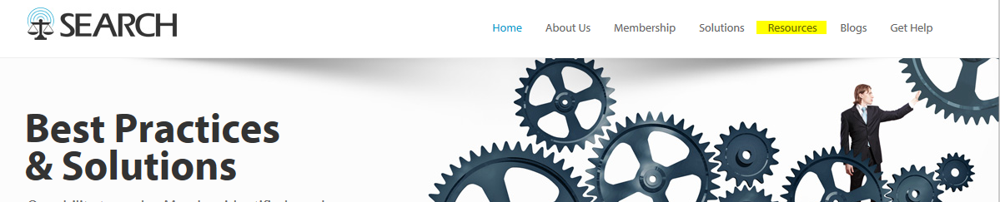 SEARCH
Home About Us Membership Solutions Resources Blogs Get Help
Best Practices
& Solutions